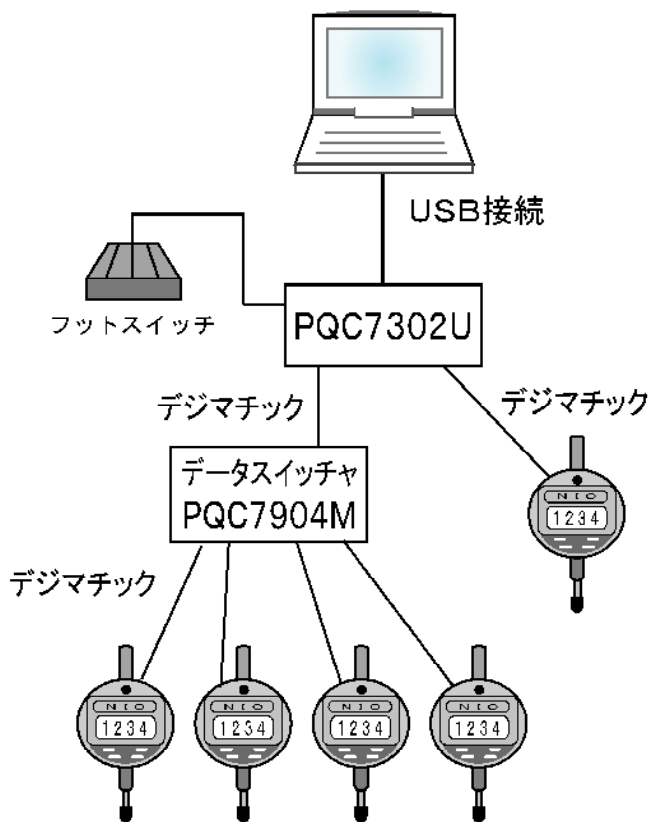 USB接続
フットスイッチ
PQC7302U
デジマチック
デジマチック
データスイッチャ
PQC7904M
NIO
1234
デジマチック
NIO
1234
NIO
1234
NIO
1234
NIO
1234